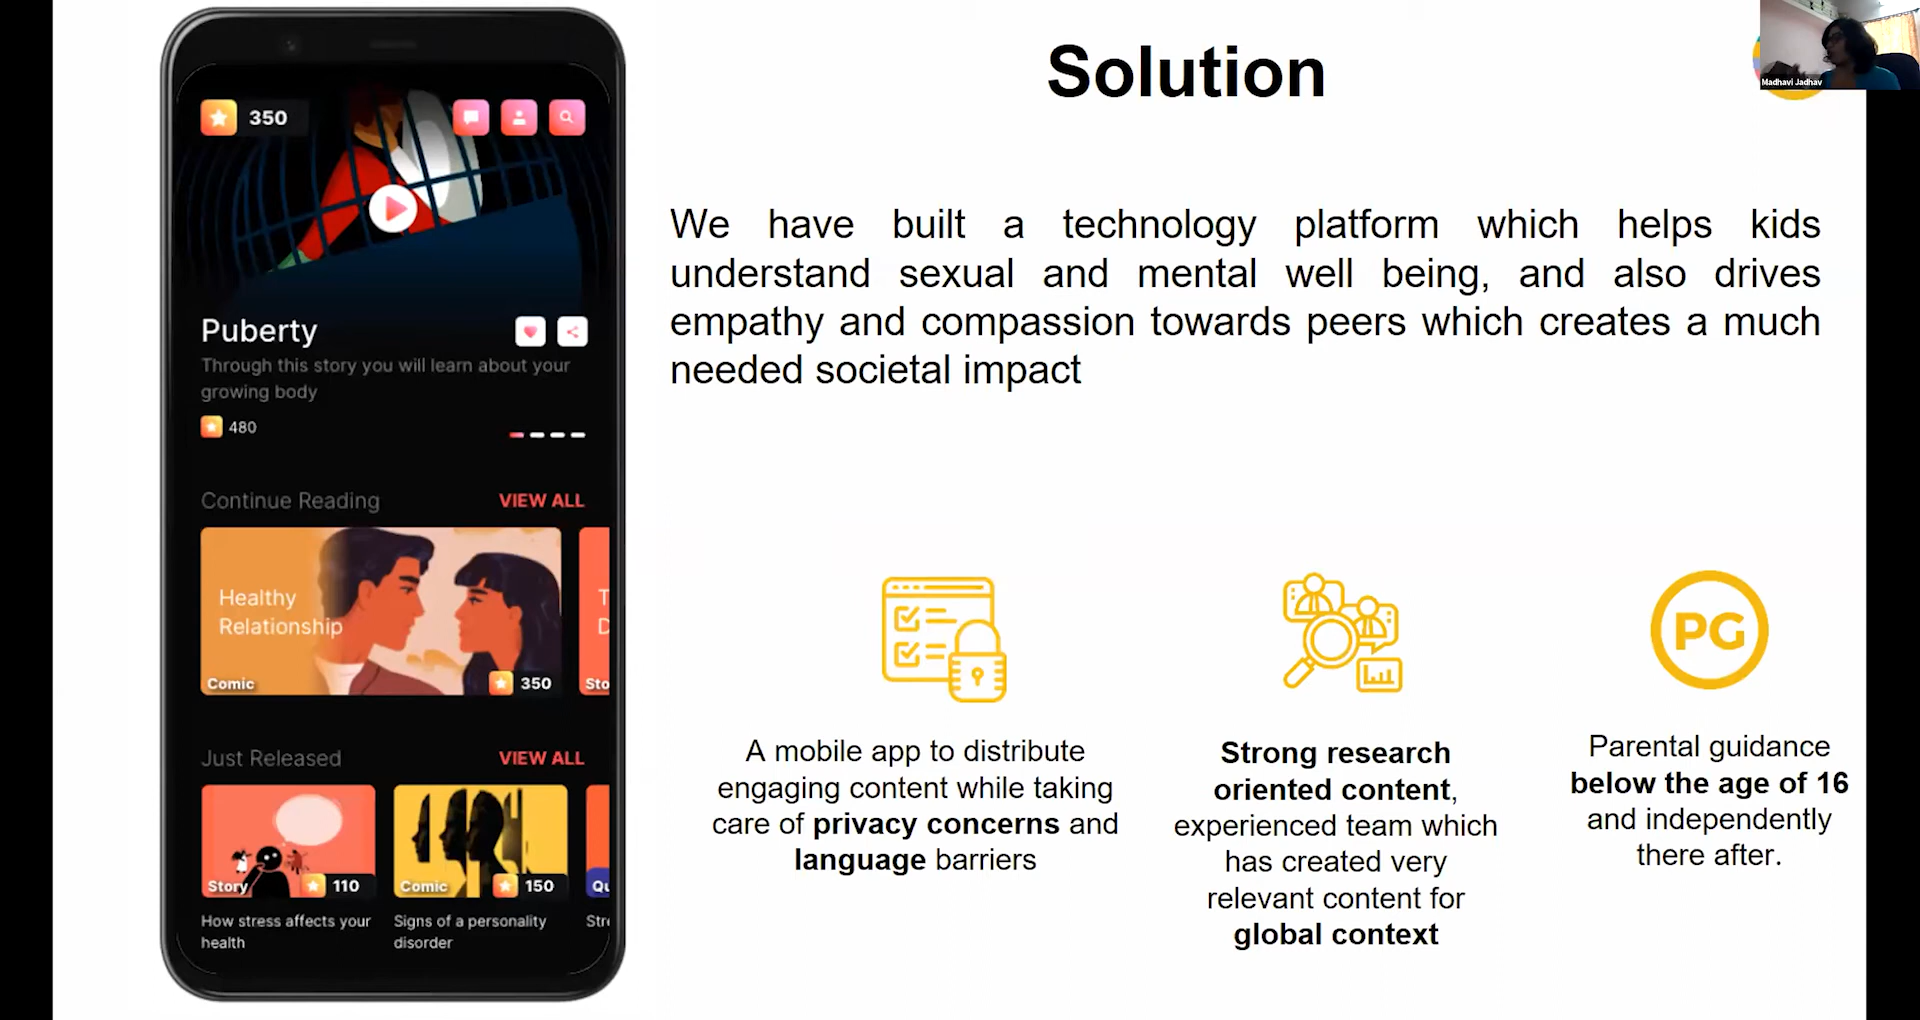 Solution
Madhavi Jadhav
We have built a technology platform which helps kids
understand sexual and mental well being, and also drives
empathy and compassion towards peers which creates a much
needed societal impact
350
Puberty
Through this story you will learn about your
growing body
480
Continue Reading
VIEW ALL
Healthy
Relationship
Comic
350
T
D
Sto
Just Released
VIEW ALL
Story
110
Comic
150
Qu
How stress affects your
health
Signs of a personality
disorder
Stre
A mobile app to distribute
engaging content while taking
care of privacy concerns and
language barriers
Strong research
oriented content,
experienced team which
has created very
relevant content for
global context
PG
Parental guidance
below the age of 16
and independently
there after.